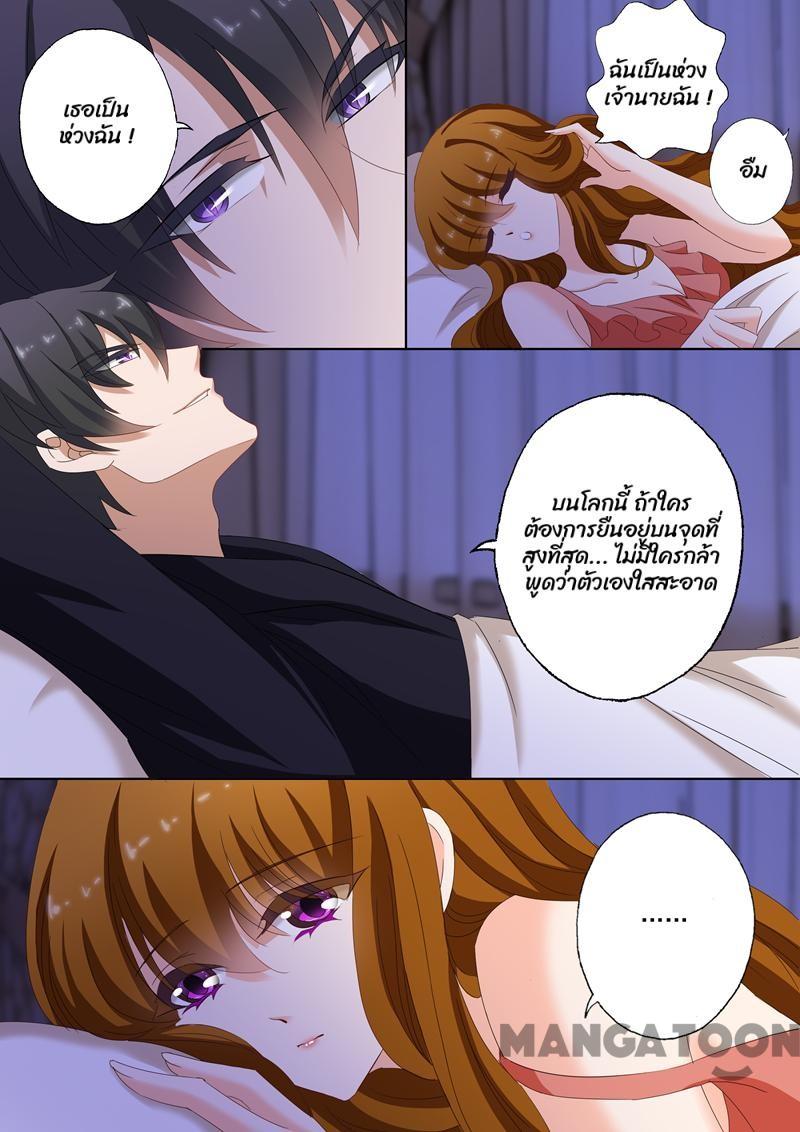 เธอเป็น
ห่วงฉัน !
ฉันเป็นห่วง
เจ้านายฉัน !
อืม
บนโลกนี้ ถ้าใคร
ต้องการยืนอยู่บนจุดที่
สูงที่สุด... ไม่มีใครกล้า
พูดว่าตัวเองใสสะอาด
......
MANGATOON